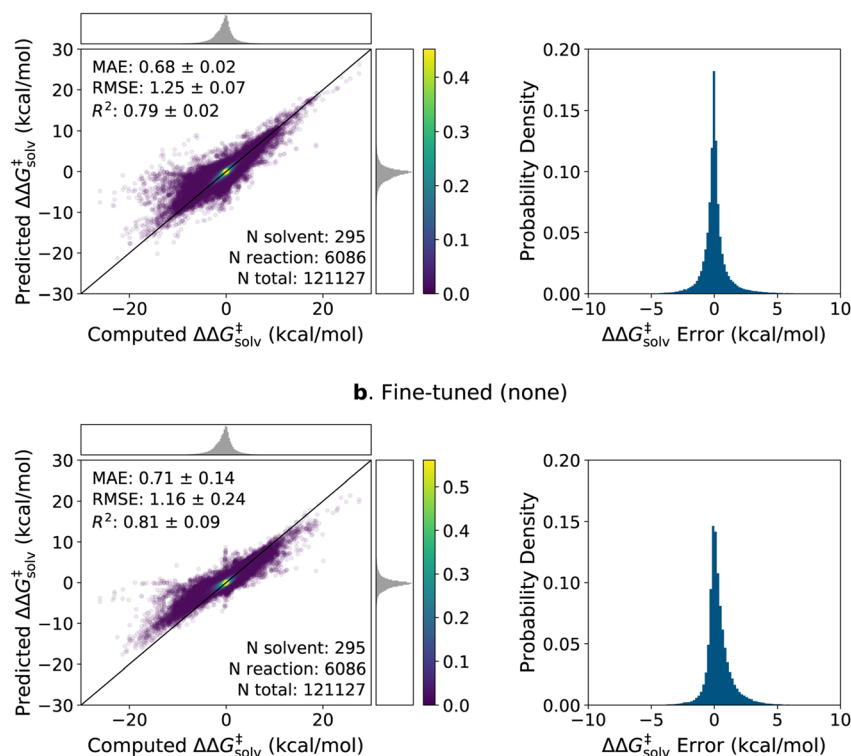 30
20
10
0
−10
−20
−30
Predicted ΔΔG‡solv (kcal/mol)
MAE: 0.68 ± 0.02
RMSE: 1.25 ± 0.07
R²: 0.79 ± 0.02
N solvent: 295
N reaction: 6086
N total: 121127
−20
0
20
Computed ΔΔG‡solv (kcal/mol)
0.4
0.3
0.2
0.1
0.0
0.20
0.15
0.10
0.05
0.00
Probability Density
−10
−5
0
5
10
ΔΔG‡solv Error (kcal/mol)
b. Fine-tuned (none)
30
20
10
0
−10
−20
−30
Predicted ΔΔG‡solv (kcal/mol)
MAE: 0.71 ± 0.14
RMSE: 1.16 ± 0.24
R²: 0.81 ± 0.09
N solvent: 295
N reaction: 6086
N total: 121127
−20
0
20
Computed ΔΔG‡solv (kcal/mol)
0.5
0.4
0.3
0.2
0.1
0.0
0.20
0.15
0.10
0.05
0.00
Probability Density
−10
−5
0
5
10
ΔΔG‡solv Error (kcal/mol)